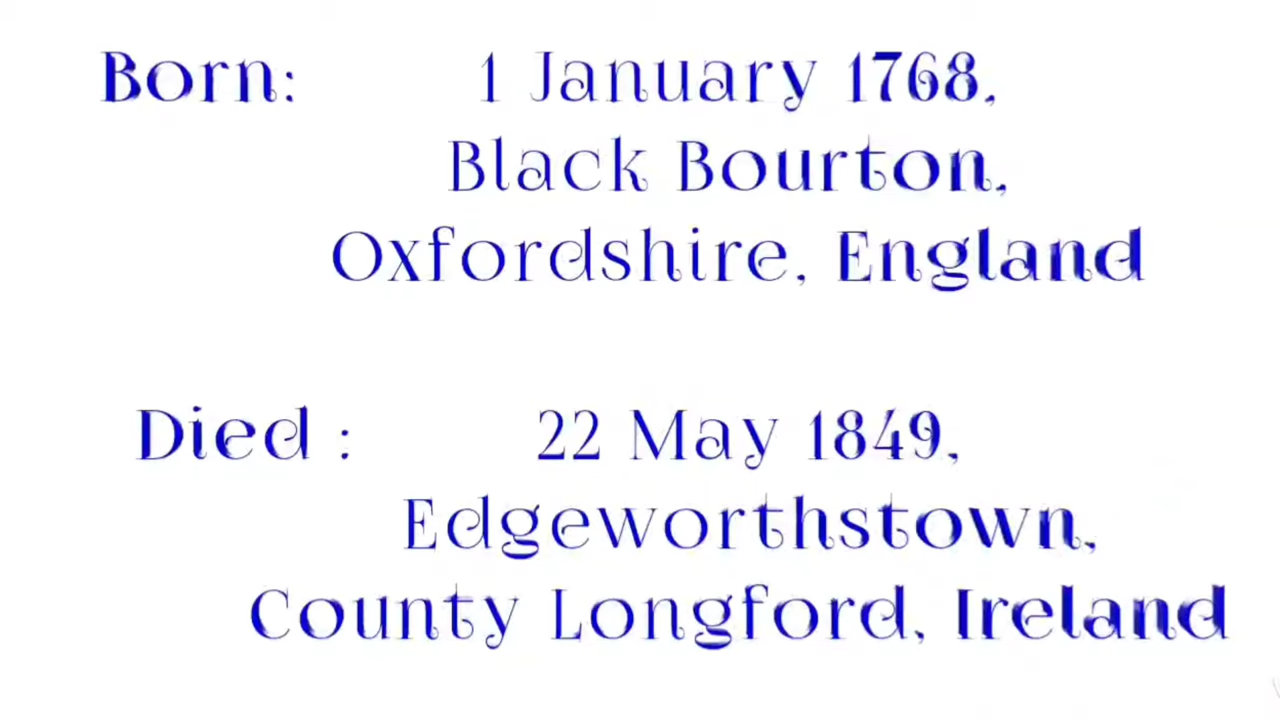 Born: 1 January 1768,
Black Bourton,
Oxfordshire, England
Died : 22 May 1849,
Edgeworthstown,
County Longford, Ireland